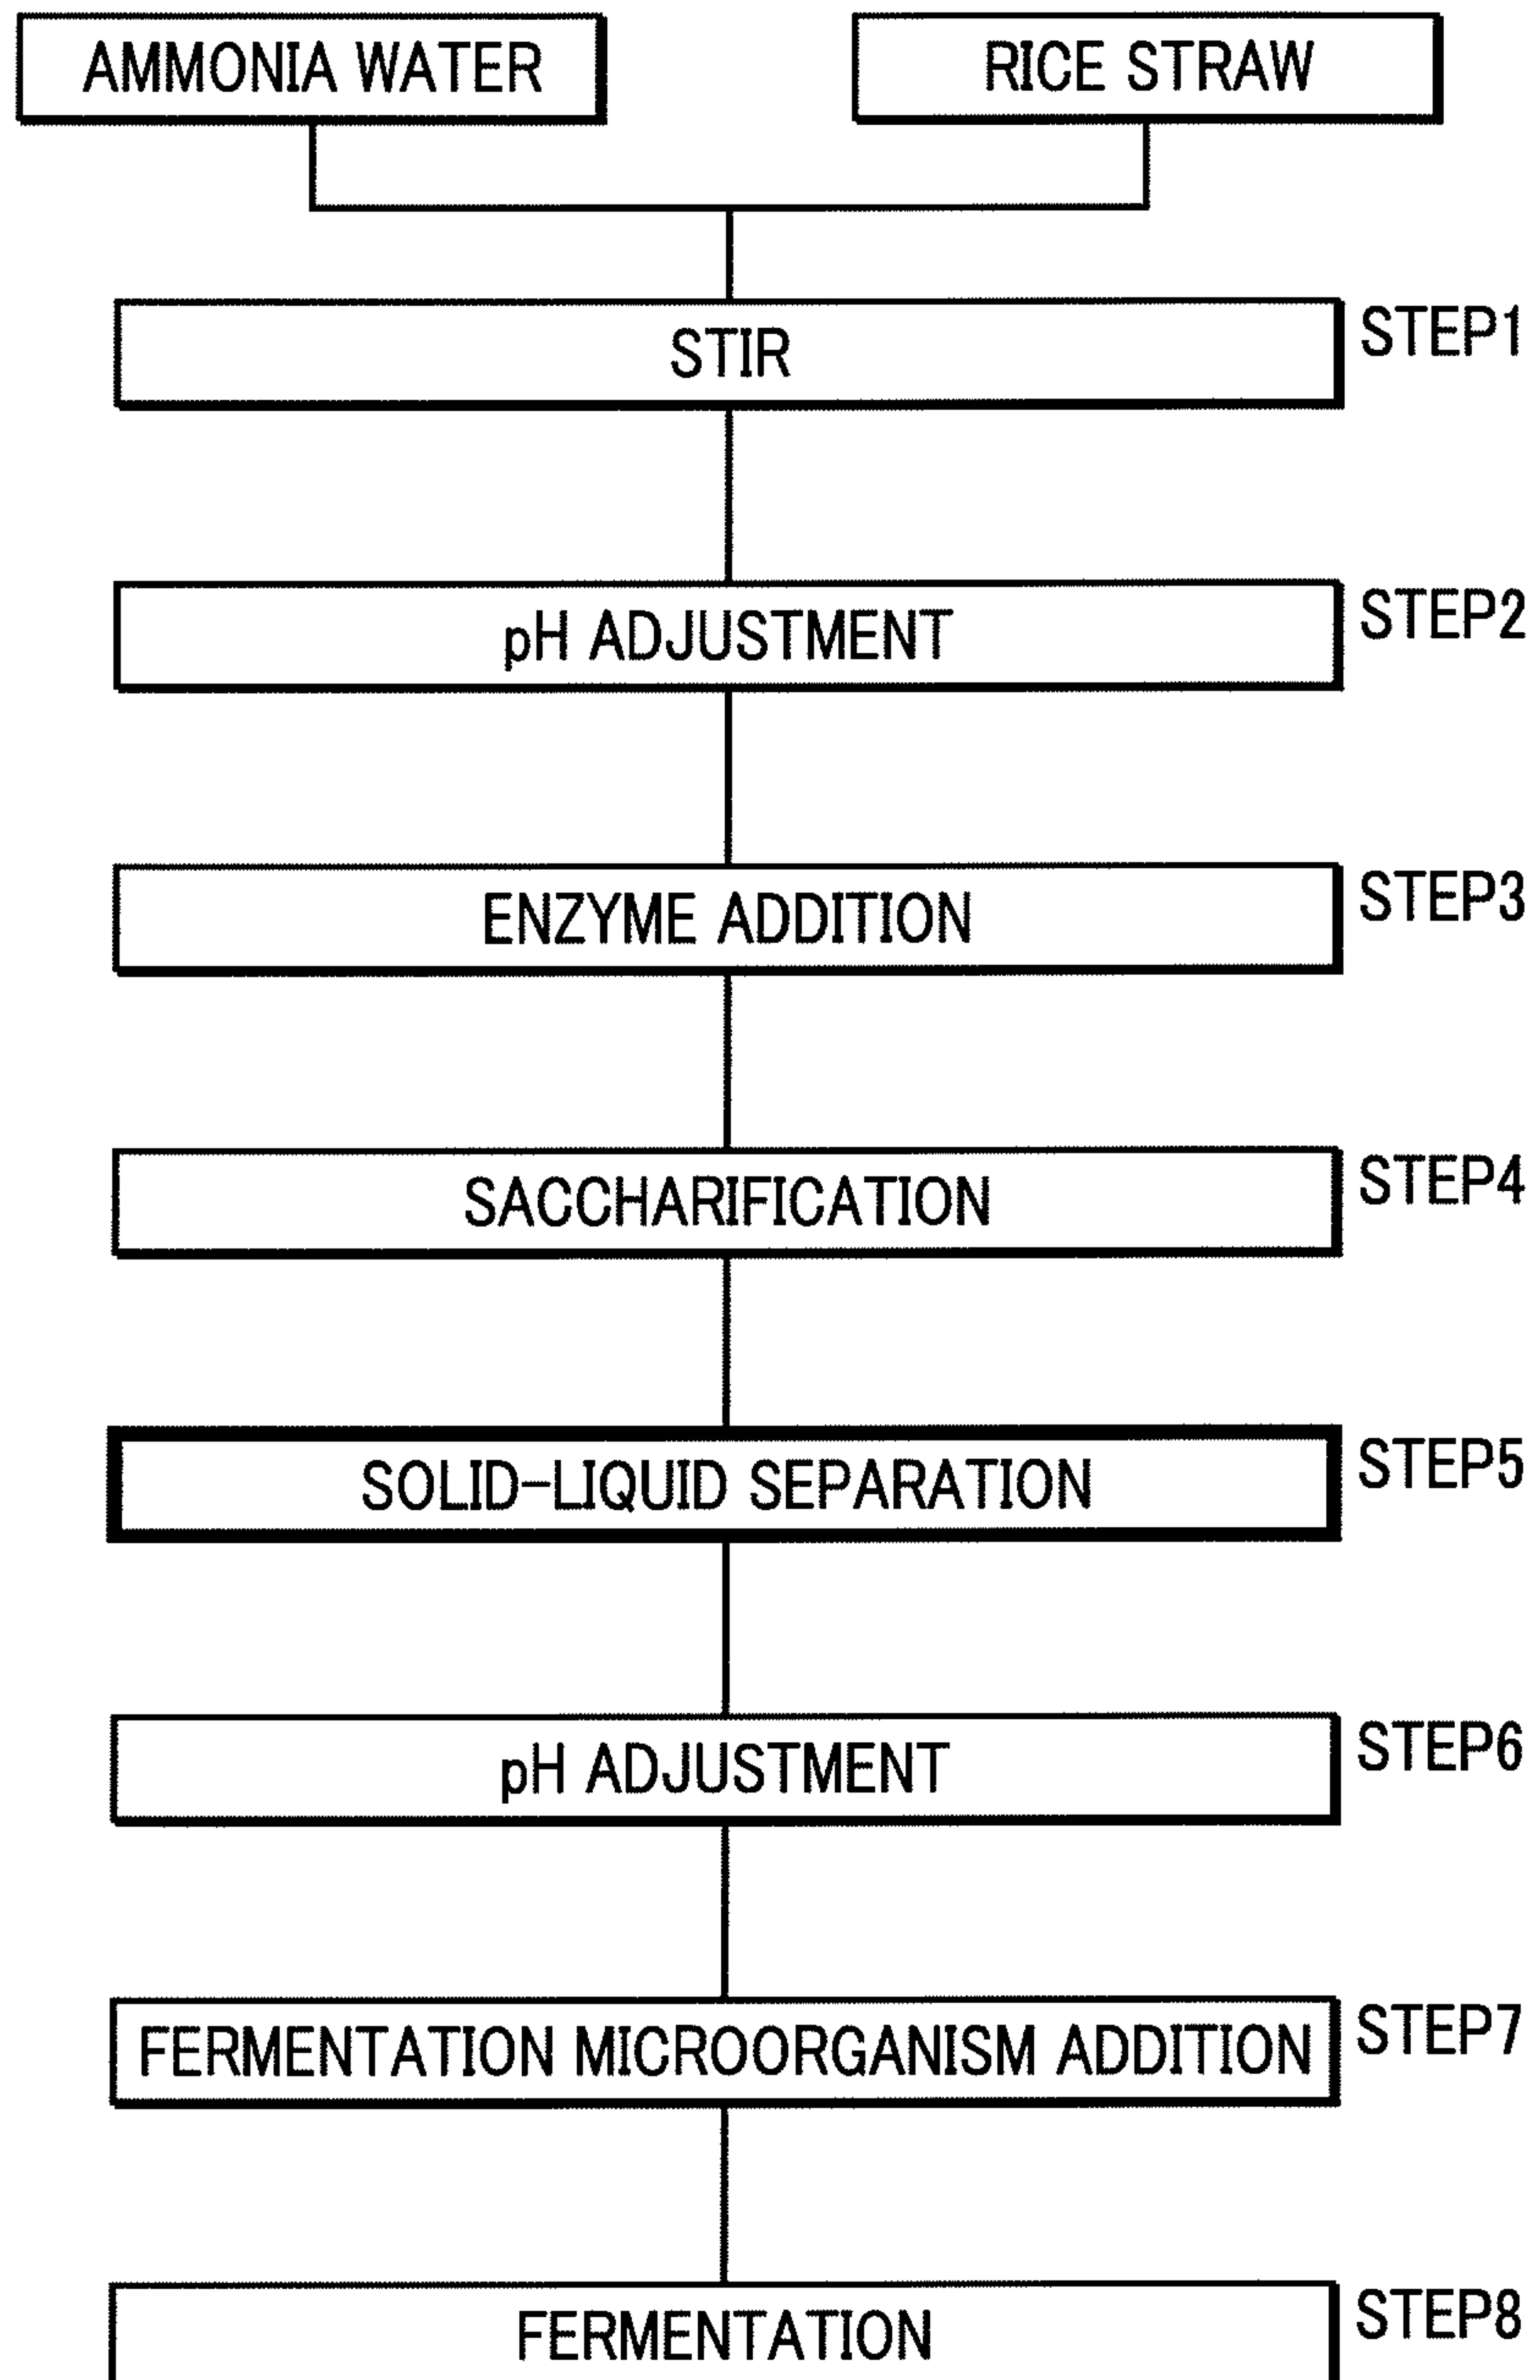 AMMONIA WATER
RICE STRAW
STIR
STEP1
pH ADJUSTMENT
STEP2
ENZYME ADDITION
STEP3
SACCHARIFICATION
STEP4
SOLID-LIQUID SEPARATION
STEP5
pH ADJUSTMENT
STEP6
FERMENTATION MICROORGANISM ADDITION
STEP7
FERMENTATION
STEP8